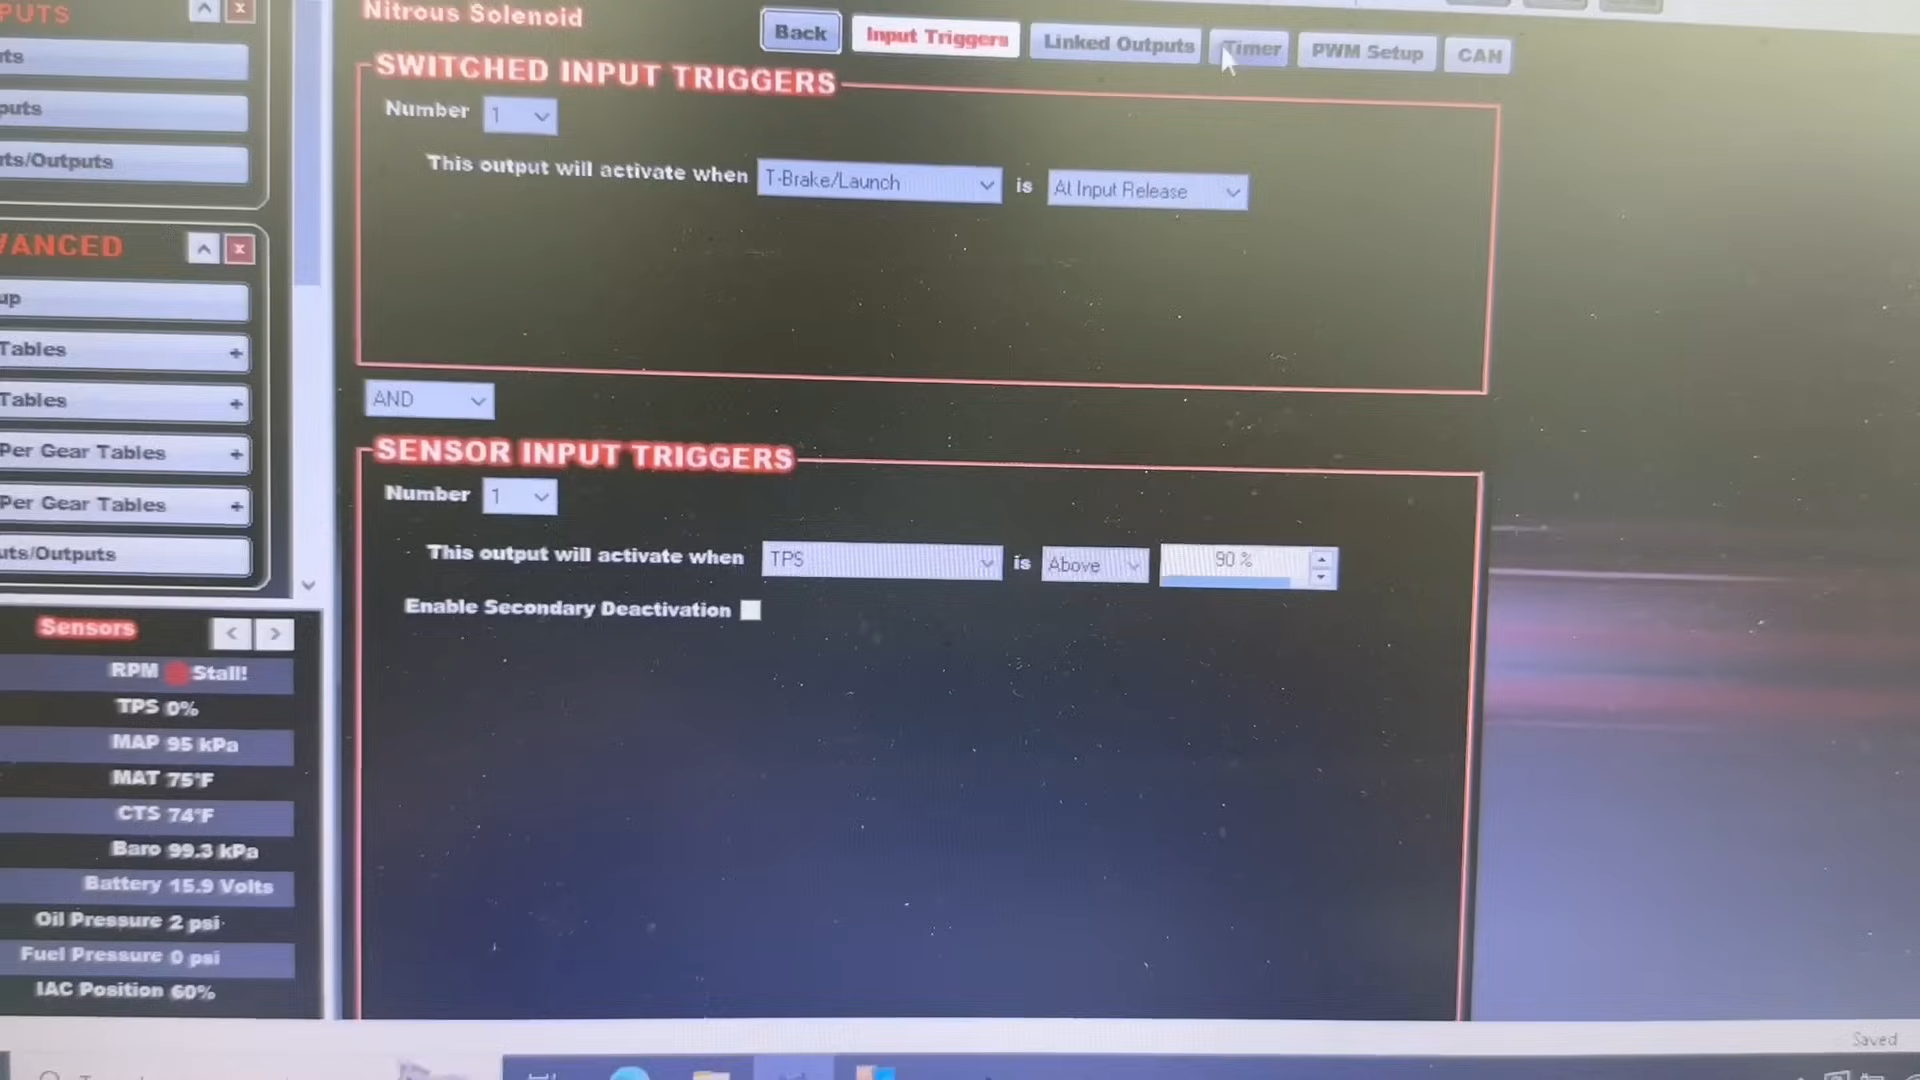 PUTS
ts
puts
rts/Outputs
VANCED
up
Tables
Tables
Per Gear Tables
Per Gear Tables
uts/Outputs
Sensors
RPM Stall!
TPS 0%
MAP 95 kPa
MAT 75°F
CTS 74°F
Baro 99.3 kPa
Battery 15.9 Volts
Oil Pressure 2 psi
Fuel Pressure 0 psi
IAC Position 60%
Nitrous Solenoid
Back Input Triggers Linked Outputs Timer PWM Setup CAN
SWITCHED INPUT TRIGGERS
Number 1
This output will activate when T-Brake/Launch is At Input Release
AND
SENSOR INPUT TRIGGERS
Number 1
This output will activate when TPS is Above 90 %
Enable Secondary Deactivation
Saved